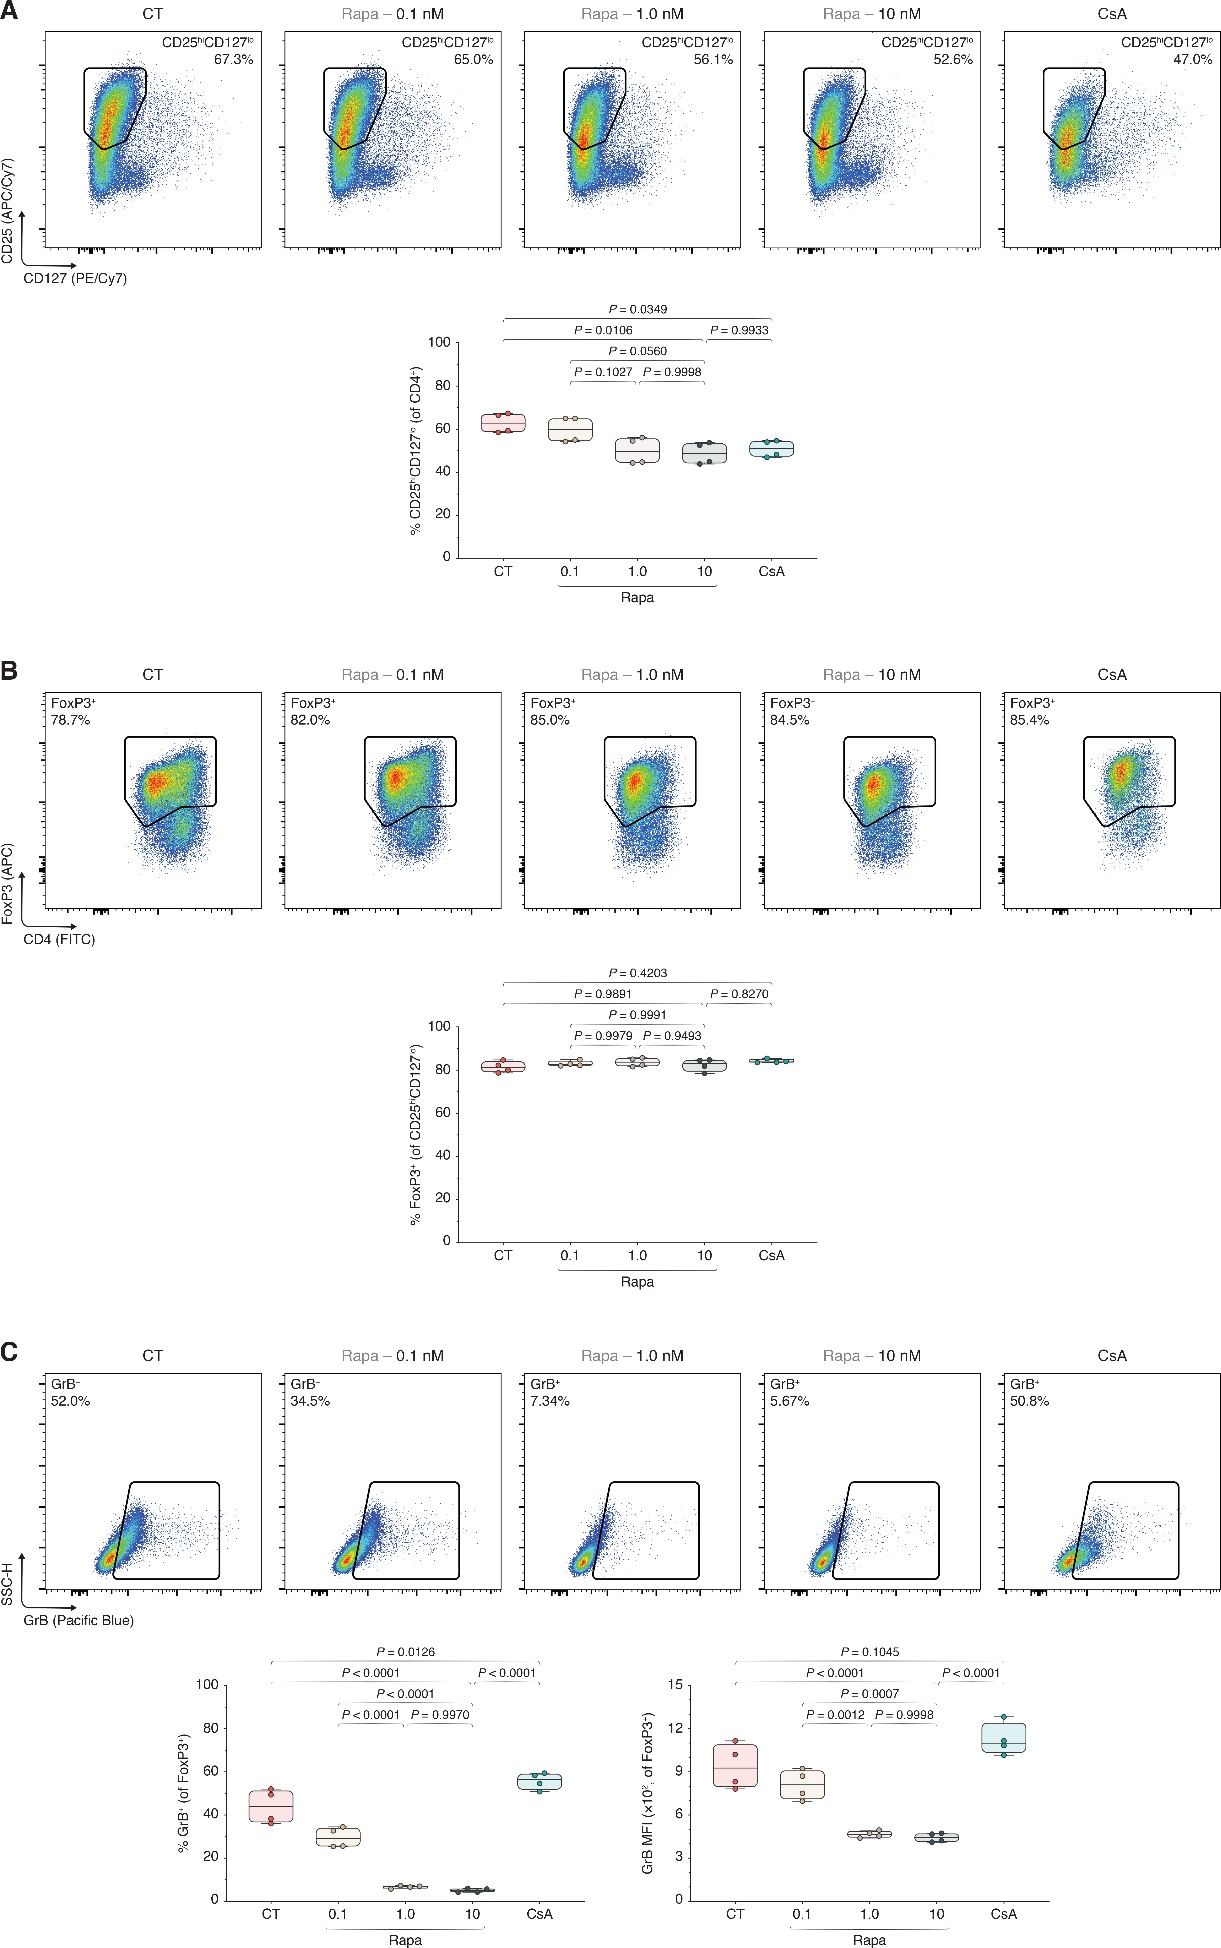 A
CT
Rapa – 0.1 nM
Rapa – 1.0 nM
Rapa – 10 nM
CsA
CD25hiCD127lo
67.3%
CD25hiCD127lo
65.0%
CD25hiCD127lo
56.1%
CD25hiCD127lo
52.6%
CD25hiCD127lo
47.0%
CD25 (APC/Cy7)
CD127 (PE/Cy7)
P = 0.0349
P = 0.0106
P = 0.9933
P = 0.0560
P = 0.1027
P = 0.9998
% CD25hiCD127lo (of CD4+)
100
80
60
40
20
0
CT
0.1
1.0
10
CsA
Rapa
B
CT
Rapa – 0.1 nM
Rapa – 1.0 nM
Rapa – 10 nM
CsA
FoxP3+
78.7%
FoxP3+
82.0%
FoxP3+
85.0%
FoxP3+
84.5%
FoxP3+
85.4%
FoxP3 (APC)
CD4 (FITC)
P = 0.4203
P = 0.9891
P = 0.8270
P = 0.9991
P = 0.9979
P = 0.9493
% FoxP3+ (of CD25hiCD127lo)
100
80
60
40
20
0
CT
0.1
1.0
10
CsA
Rapa
C
CT
Rapa – 0.1 nM
Rapa – 1.0 nM
Rapa – 10 nM
CsA
GrB+
52.0%
GrB+
34.5%
GrB+
7.34%
GrB+
5.67%
GrB+
50.8%
SSC-H
GrB (Pacific Blue)
P = 0.0126
P < 0.0001
P < 0.0001
P < 0.0001
P < 0.0001
P = 0.9970
% GrB+ (of FoxP3+)
100
80
60
40
20
0
CT
0.1
1.0
10
CsA
Rapa
P = 0.1045
P < 0.0001
P < 0.0001
P = 0.0007
P = 0.0012
P = 0.9998
GrB MFI (×10², of FoxP3+)
15
12
9
6
3
0
CT
0.1
1.0
10
CsA
Rapa